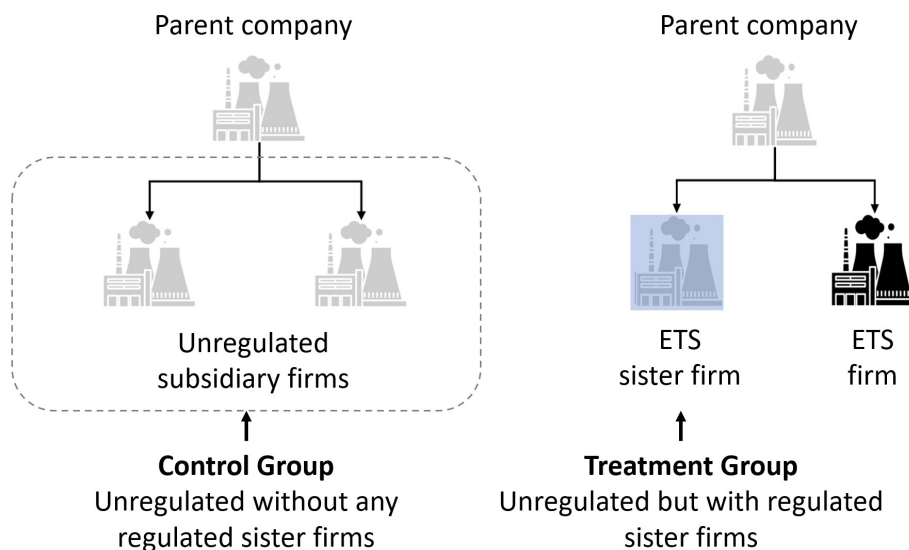 Parent company
Unregulated
subsidiary firms
Control Group
Unregulated without any
regulated sister firms
Parent company
ETS
sister firm
ETS
firm
Treatment Group
Unregulated but with regulated
sister firms